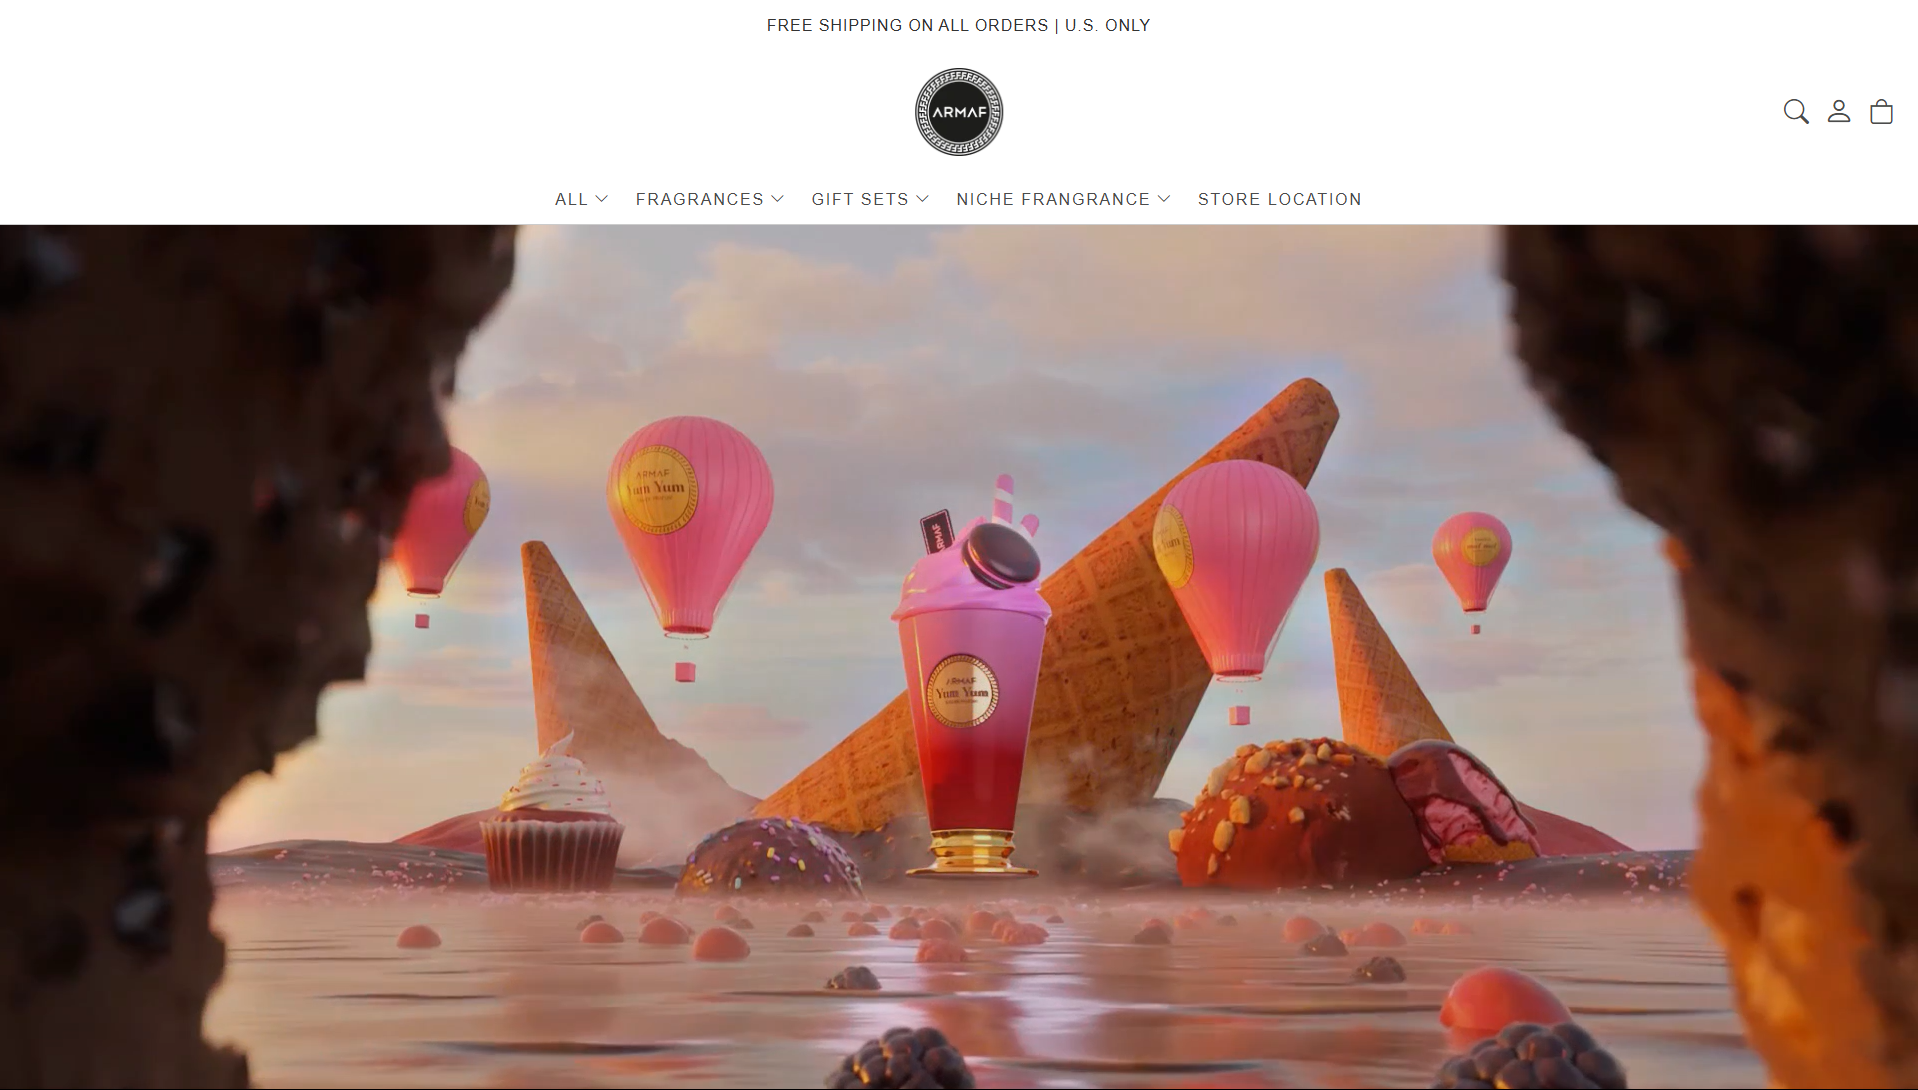 FREE SHIPPING ON ALL ORDERS | U.S. ONLY
ARMAF
ALL
FRAGRANCES
GIFT SETS
NICHE FRANGRANCE
STORE LOCATION
ARMAF
Yum Yum
ARMAF
Yum
ARMAF
Yum Yum